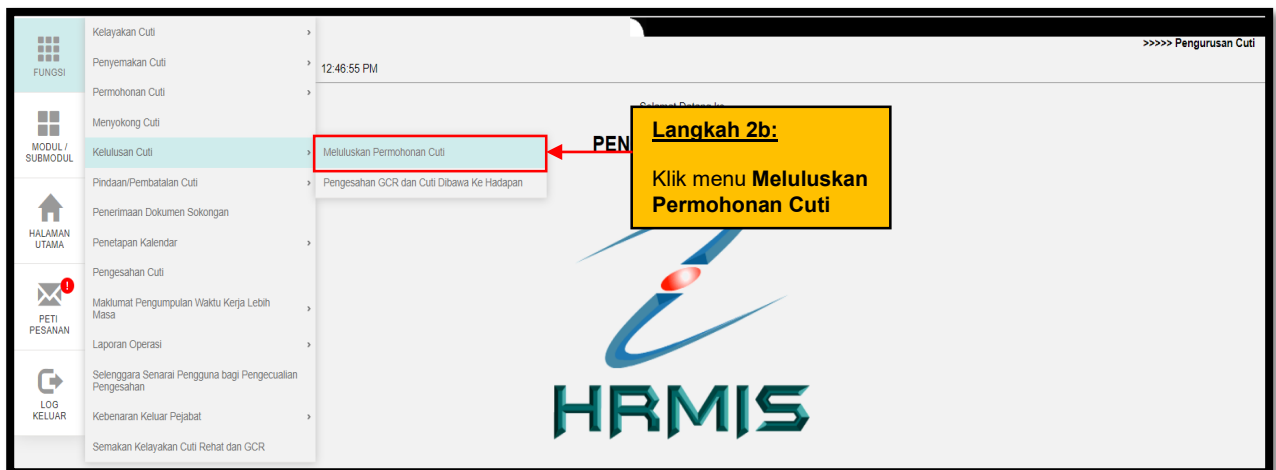 >>>>> Pengurusan Cuti
12:46:55 PM
FUNGSI
MODUL /
SUBMODUL
HALAMAN
UTAMA
!
PETI
PESANAN
LOG
KELUAR
Kelayakan Cuti
Penyemakan Cuti
Permohonan Cuti
Menyokong Cuti
Kelulusan Cuti
Pindaan/Pembatalan Cuti
Penerimaan Dokumen Sokongan
Penetapan Kalendar
Pengesahan Cuti
Maklumat Pengumpulan Waktu Kerja Lebih
Masa
Laporan Operasi
Selenggara Senarai Pengguna bagi Pengecualian
Pengesahan
Kebenaran Keluar Pejabat
Semakan Kelayakan Cuti Rehat dan GCR
Meluluskan Permohonan Cuti
Pengesahan GCR dan Cuti Dibawa Ke Hadapan
PEN
Langkah 2b:
Klik menu Meluluskan
Permohonan Cuti
HRMIS